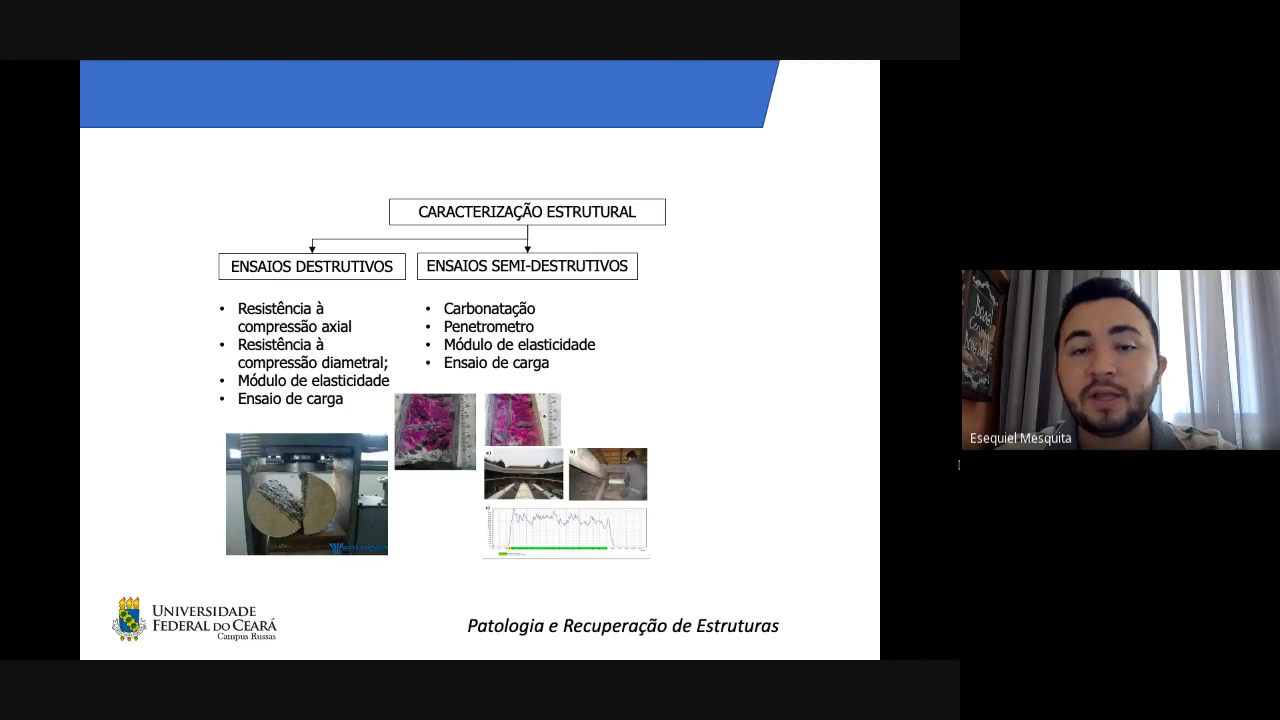 CARACTERIZAÇÃO ESTRUTURAL
ENSAIOS DESTRUTIVOS
ENSAIOS SEMI-DESTRUTIVOS
• Resistência à
compressão axial
• Resistência à
compressão diametral;
• Módulo de elasticidade
• Ensaio de carga
• Carbonatação
• Penetrometro
• Módulo de elasticidade
• Ensaio de carga
a)
b)
UNIVERSIDADE
FEDERAL DO CEARÁ
Campus Russas
Patologia e Recuperação de Estruturas
Esequiel Mesquita